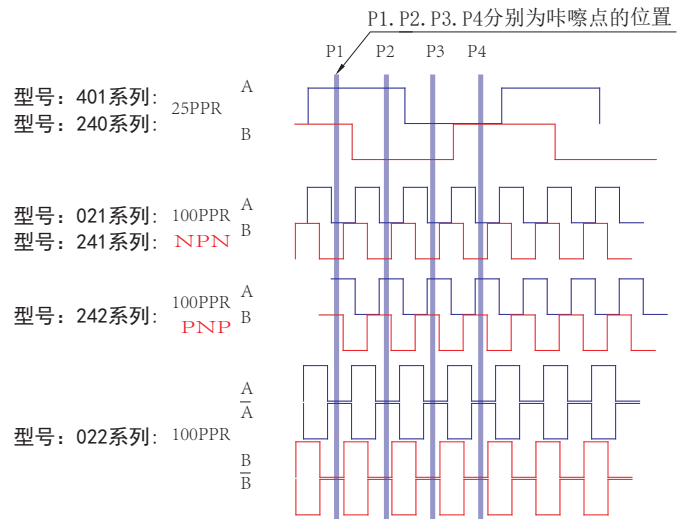 P1. P2. P3. P4分别为咔嚓点的位置
P1 P2 P3 P4
型号：401系列:
型号：240系列:
25PPR
A
B
型号：021系列:
型号：241系列:
100PPR
NPN
A
B
型号：242系列:
100PPR
PNP
A
B
型号：022系列:
100PPR
A
A̅
B
B̅